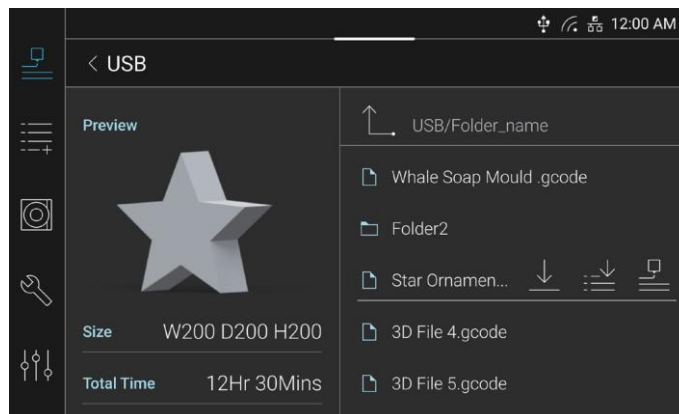 12:00 AM
USB
Preview
USB/Folder_name
Whale Soap Mould .gcode
Folder2
Star Ornamen...
Size W200 D200 H200
3D File 4.gcode
Total Time 12Hr 30Mins
3D File 5.gcode